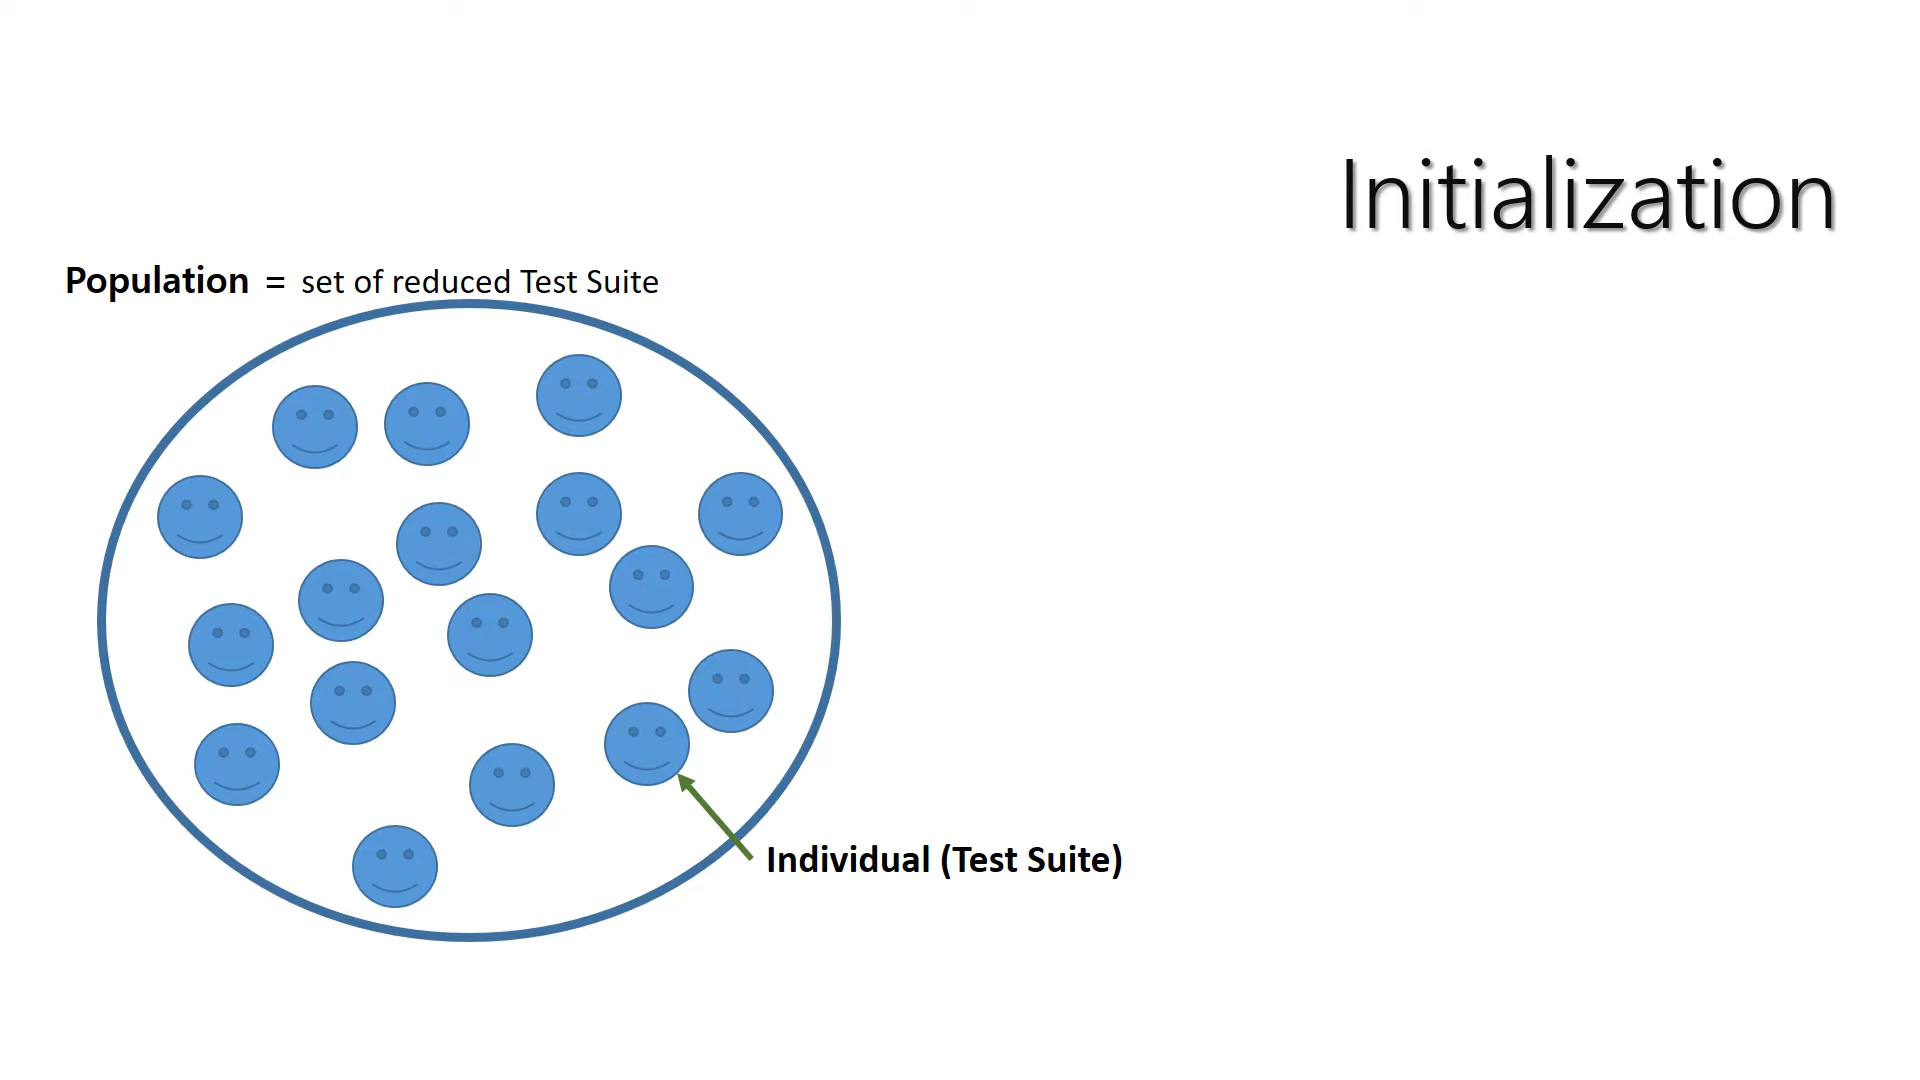 Initialization
Population = set of reduced Test Suite
Individual (Test Suite)